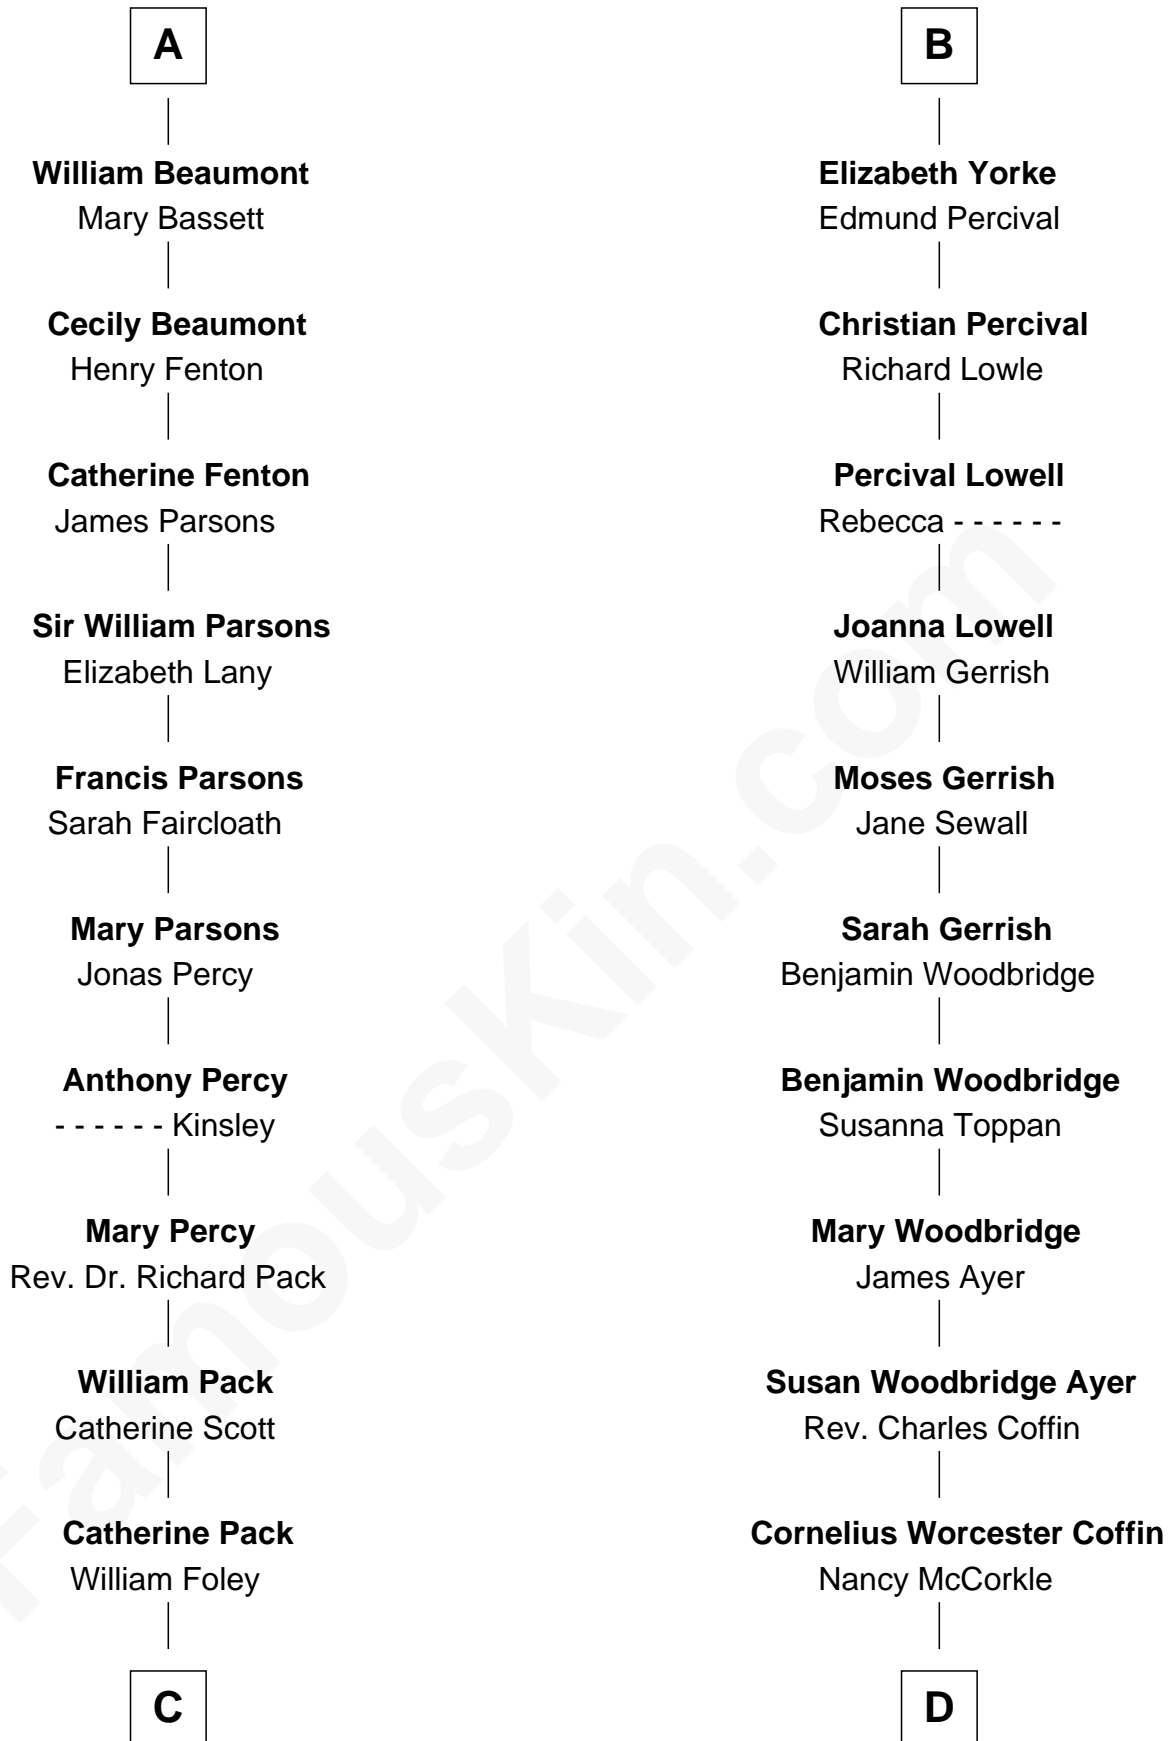 A
William Beaumont
Mary Bassett
Cecily Beaumont
Henry Fenton
Catherine Fenton
James Parsons
Sir William Parsons
Elizabeth Lany
Francis Parsons
Sarah Faircloath
Mary Parsons
Jonas Percy
Anthony Percy
- - - - - - Kinsley
Mary Percy
Rev. Dr. Richard Pack
William Pack
Catherine Scott
Catherine Pack
William Foley
C
B
Elizabeth Yorke
Edmund Percival
Christian Percival
Richard Lowle
Percival Lowell
Rebecca - - - - - -
Joanna Lowell
William Gerrish
Moses Gerrish
Jane Sewall
Sarah Gerrish
Benjamin Woodbridge
Benjamin Woodbridge
Susanna Toppan
Mary Woodbridge
James Ayer
Susan Woodbridge Ayer
Rev. Charles Coffin
Cornelius Worcester Coffin
Nancy McCorkle
D
FamousKin.com